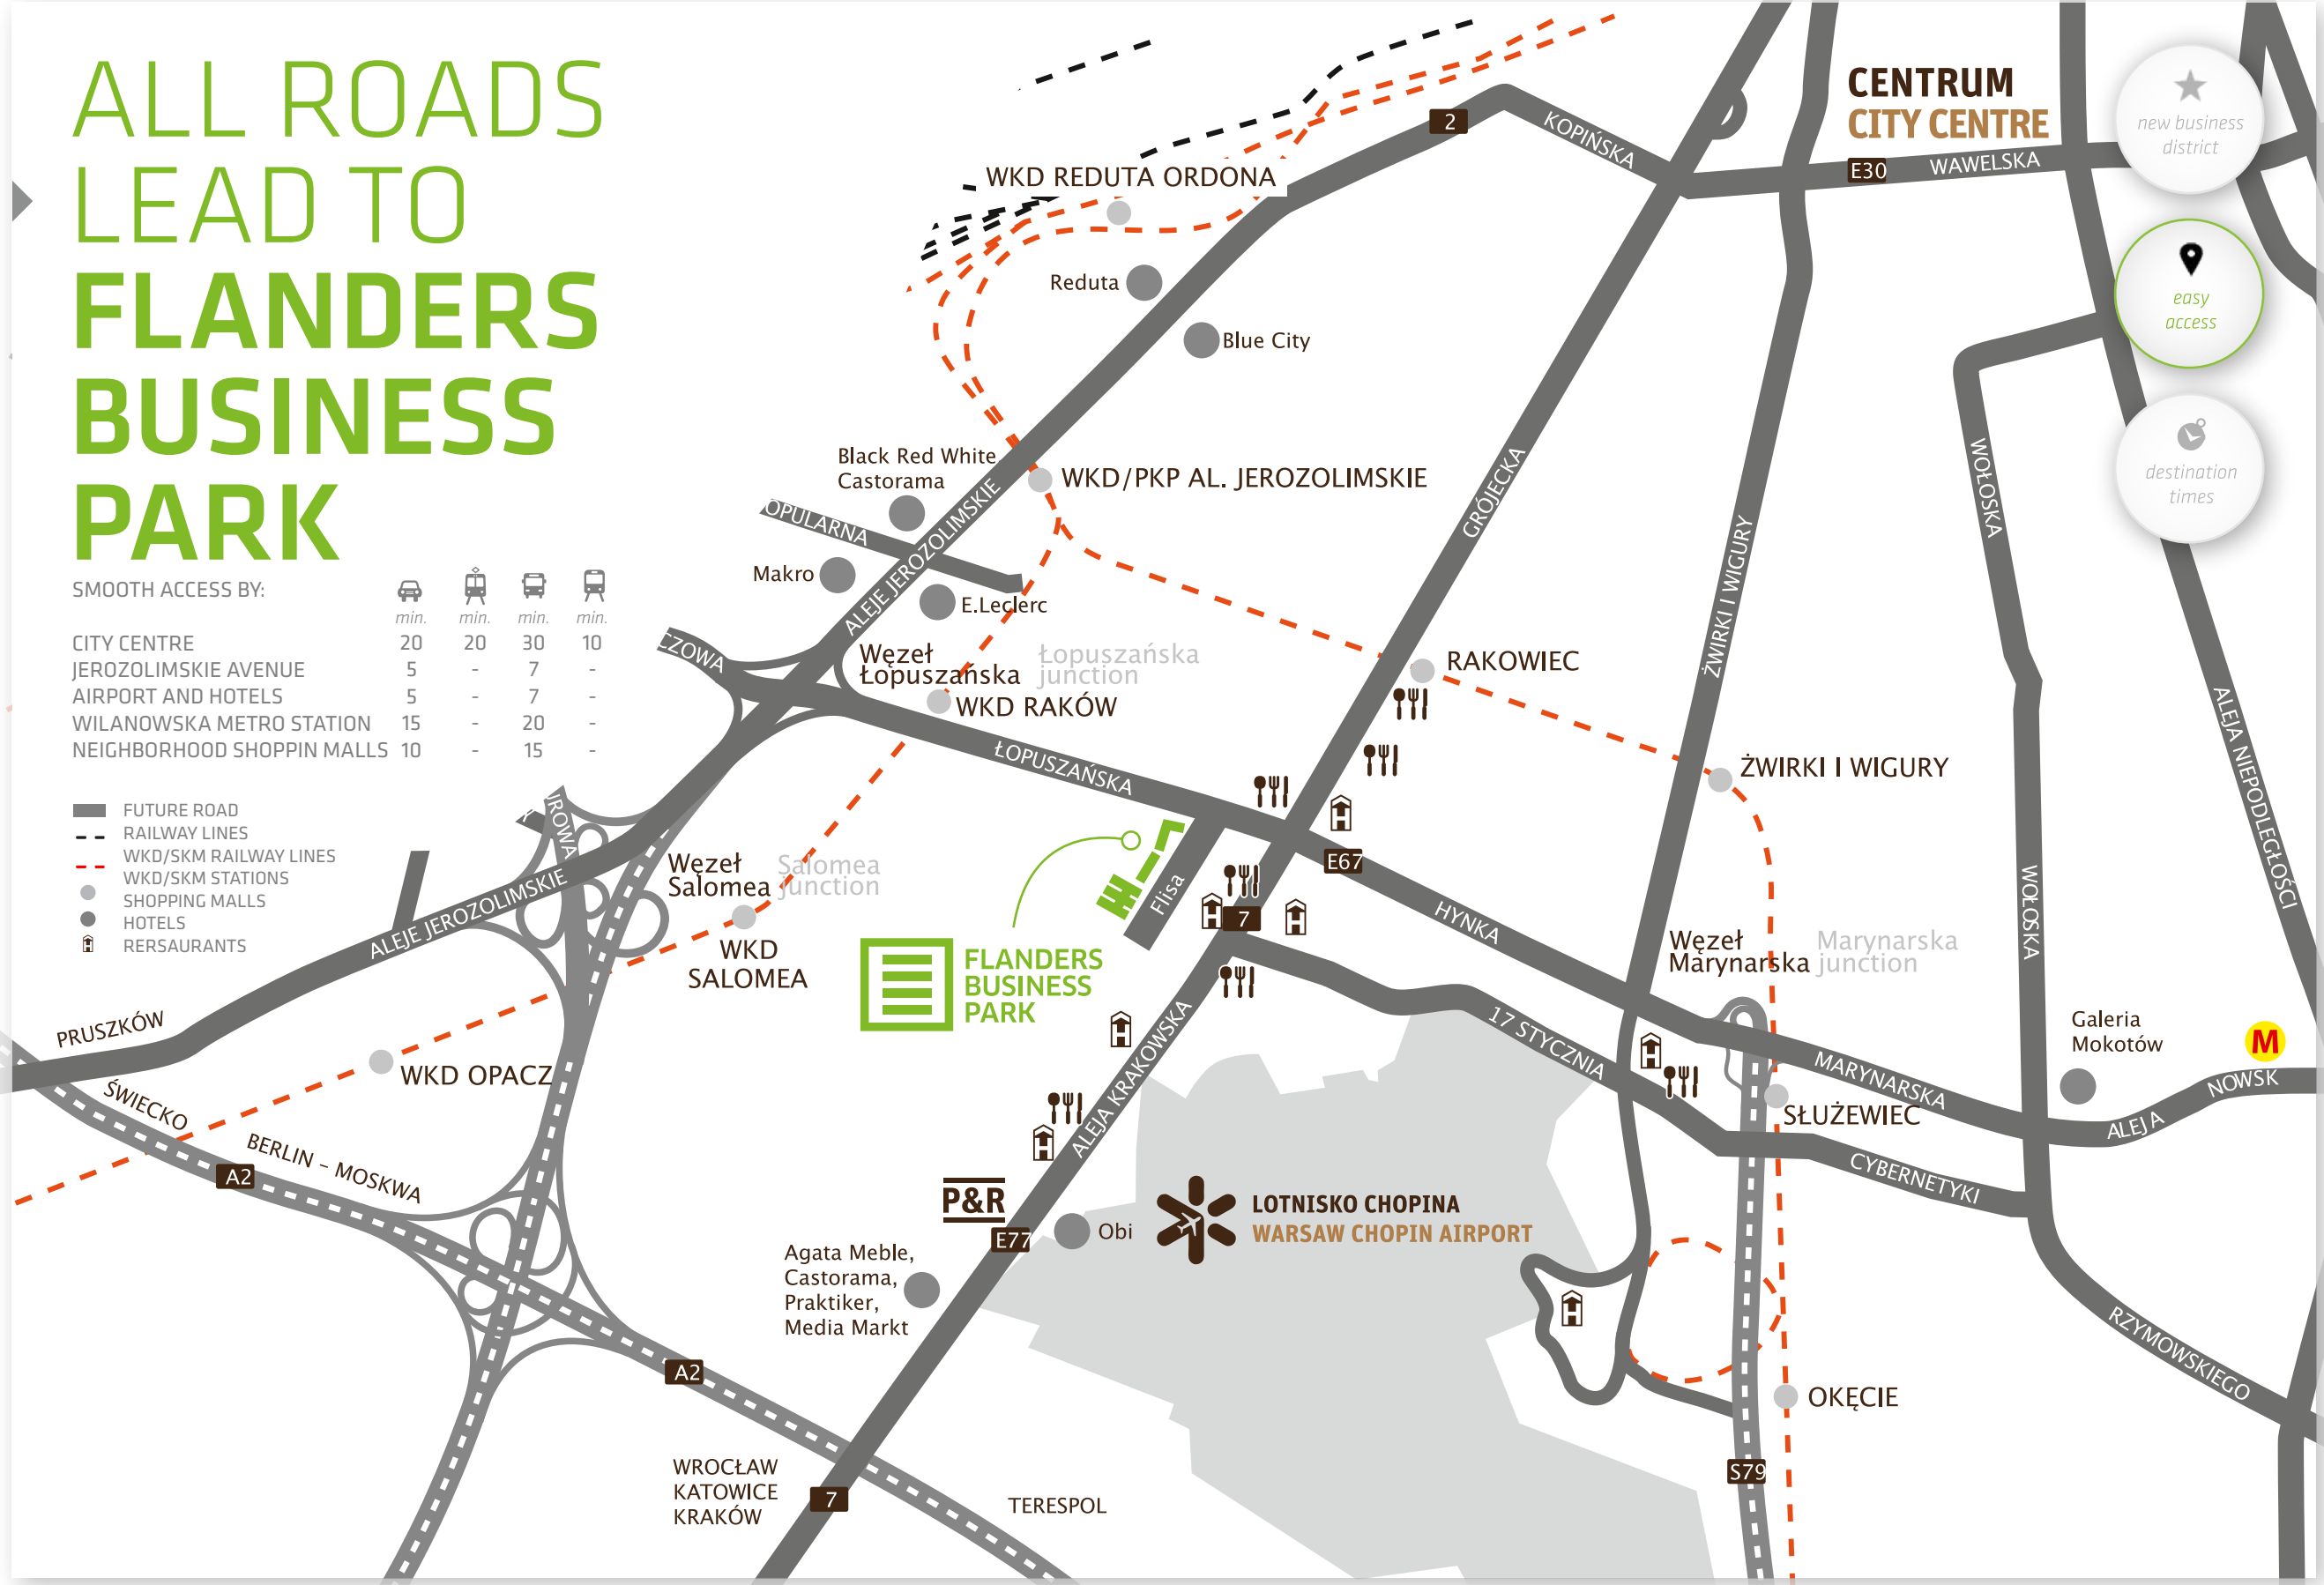 ALL ROADS
LEAD TO
FLANDERS
BUSINESS
PARK
SMOOTH ACCESS BY:
min. min. min. min.
CITY CENTRE 20 20 30 10
JEROZOLIMSKIE AVENUE 5 - 7 -
AIRPORT AND HOTELS 5 - 7 -
WILANOWSKA METRO STATION 15 - 20 -
NEIGHBORHOOD SHOPPIN MALLS 10 - 15 -
FUTURE ROAD
RAILWAY LINES
WKD/SKM RAILWAY LINES
WKD/SKM STATIONS
SHOPPING MALLS
HOTELS
RERSAURANTS
CENTRUM
CITY CENTRE
new business
district
easy
access
destination
times
2
KOPIŃSKA
E30
WAWELSKA
WKD REDUTA ORDONA
Reduta
Blue City
Black Red White
Castorama
WKD/PKP AL. JEROZOLIMSKIE
GRÓJECKA
WOŁOSKA
OPULARNA
ALEJE JEROZOLIMSKIE
Makro
E.Leclerc
ŻWIRKI I WIGURY
CZOWA
Węzeł
Łopuszańska
Łopuszańska
junction
RAKOWIEC
WKD RAKÓW
ŁOPUSZAŃSKA
ALEJA NIEPODLEGŁOŚCI
ŻWIRKI I WIGURY
UROWA
Węzeł
Salomea
Salomea
junction
Flisa
E67
ALEJE JEROZOLIMSKIE
7
HYNKA
WOŁOSKA
WKD
SALOMEA
FLANDERS
BUSINESS
PARK
Węzeł
Marynarska
Marynarska
junction
PRUSZKÓW
WKD OPACZ
ŚWIECKO
BERLIN – MOSKWA
A2
ALEJA KRAKOWSKA
17 STYCZNIA
Galeria
Mokotów
M
MARYNARSKA
NOWSK
SŁUŻEWIEC
ALEJA
CYBERNETYKI
P&R
E77
Obi
LOTNISKO CHOPINA
WARSAW CHOPIN AIRPORT
Agata Meble,
Castorama,
Praktiker,
Media Markt
RZYMOWSKIEGO
A2
OKĘCIE
WROCŁAW
KATOWICE
KRAKÓW
7
TERESPOL
S79